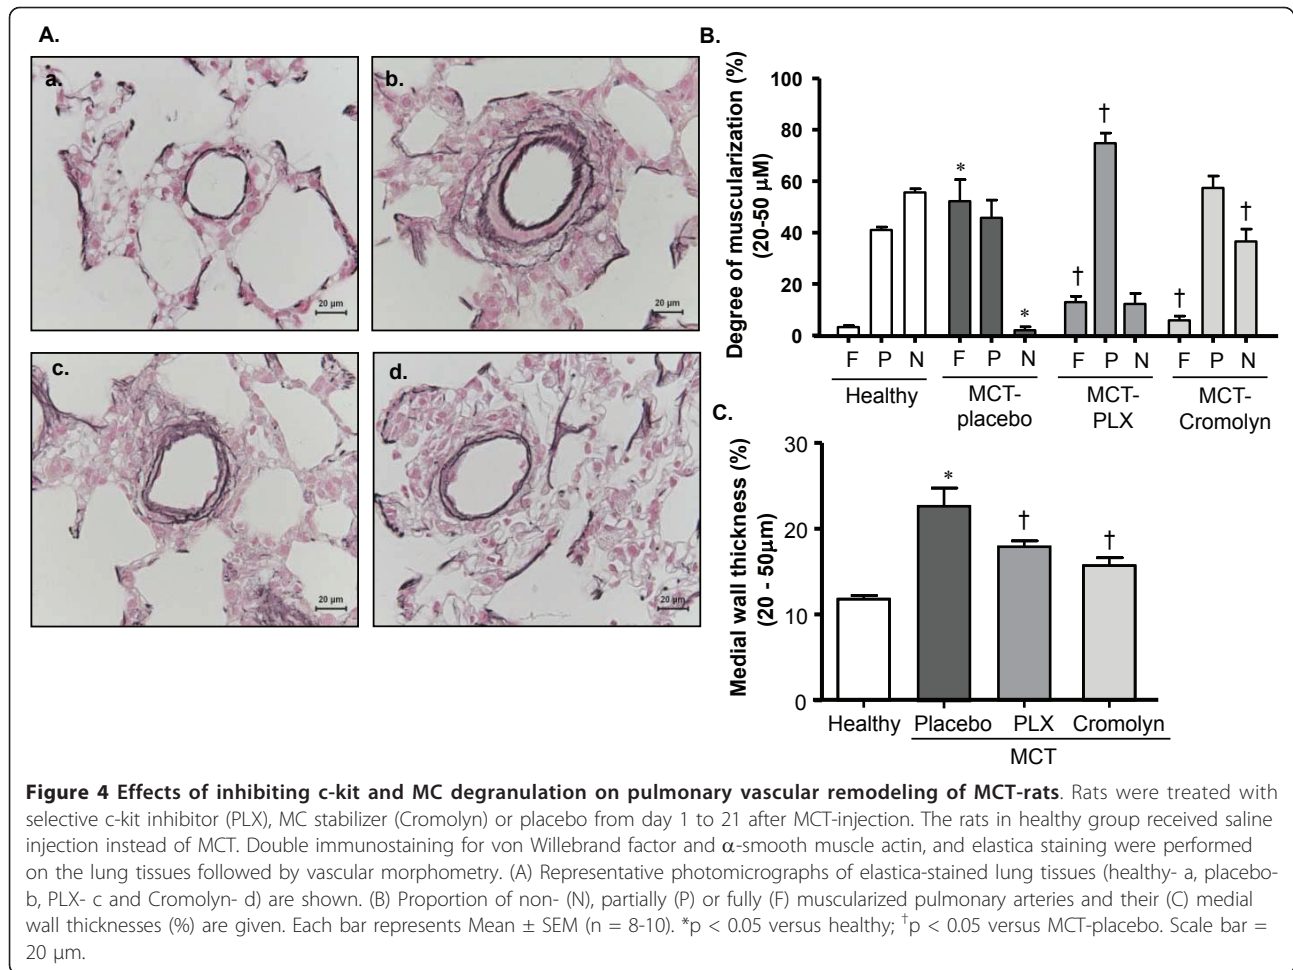 A.
a.
20 µm
b.
20 µm
c.
20 µm
d.
20 µm
B.
Degree of muscularization (%)
(20-50 µM)
100
80
60
40
20
0
*
*
†
†
†
†
F P N F P N F P N F P N
Healthy
MCT-
placebo
MCT-
PLX
MCT-
Cromolyn
C.
Medial wall thickness (%)
(20 - 50µm)
30
20
10
0
*
†
†
Healthy Placebo PLX Cromolyn
MCT
Figure 4 Effects of inhibiting c-kit and MC degranulation on pulmonary vascular remodeling of MCT-rats. Rats were treated with
selective c-kit inhibitor (PLX), MC stabilizer (Cromolyn) or placebo from day 1 to 21 after MCT-injection. The rats in healthy group received saline
injection instead of MCT. Double immunostaining for von Willebrand factor and α-smooth muscle actin, and elastica staining were performed
on the lung tissues followed by vascular morphometry. (A) Representative photomicrographs of elastica-stained lung tissues (healthy- a, placebo-
b, PLX- c and Cromolyn- d) are shown. (B) Proportion of non- (N), partially (P) or fully (F) muscularized pulmonary arteries and their (C) medial
wall thicknesses (%) are given. Each bar represents Mean ± SEM (n = 8-10). *p < 0.05 versus healthy; †p < 0.05 versus MCT-placebo. Scale bar =
20 μm.